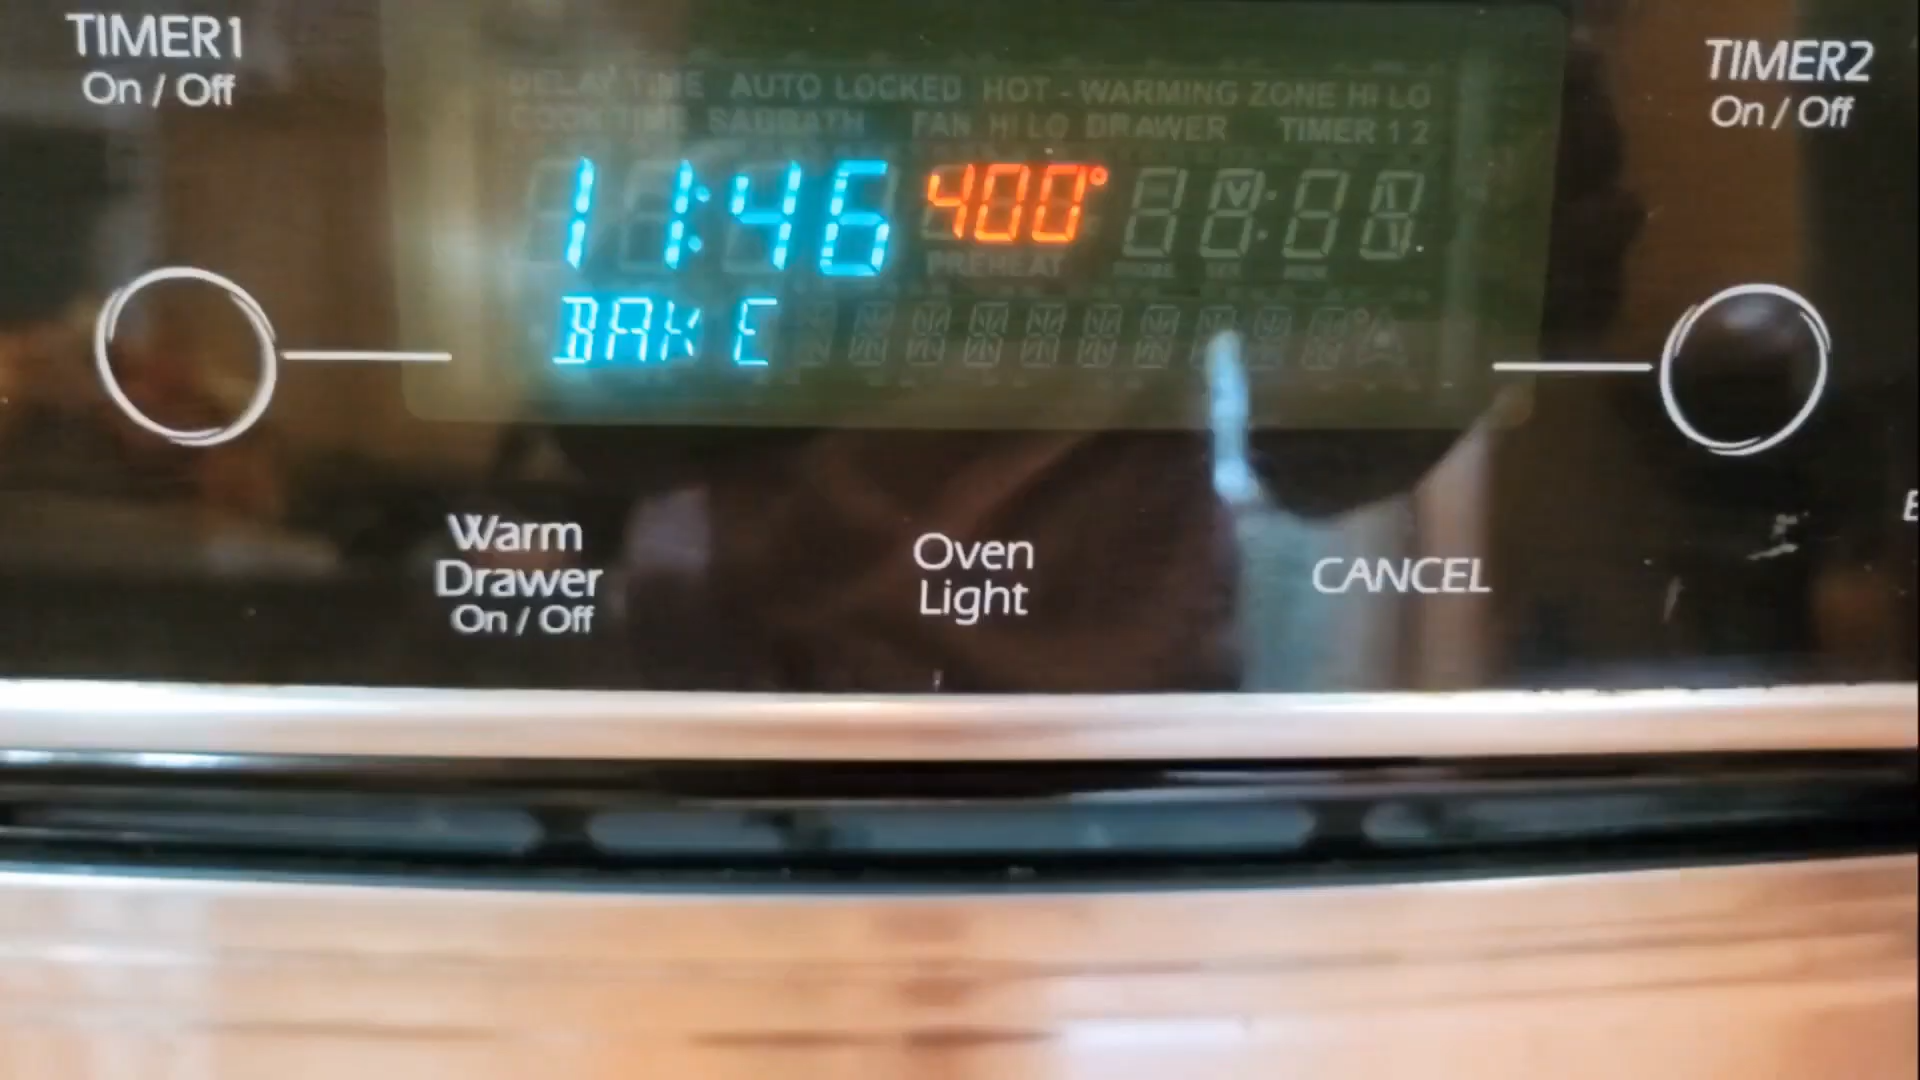 TIMER1
On / Off
DELAY TIME AUTO LOCKED HOT - WARMING ZONE HI LO
COOK TIME SABBATH FAN HI LO DRAWER TIMER 1 2
11:46 400°
PREHEAT
BAKE
TIMER2
On / Off
Warm
Drawer
On / Off
Oven
Light
CANCEL